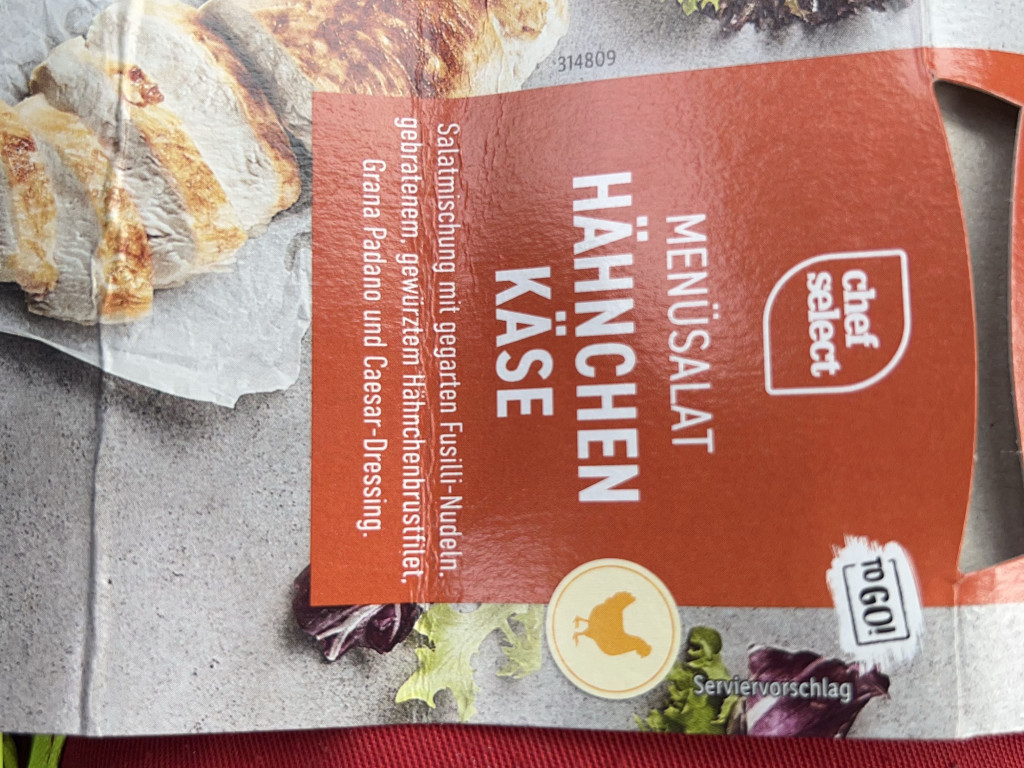 314809
chef
select
MENÜSALAT
HÄHNCHEN
KÄSE
Salatmischung mit gegarten Fusilli-Nudeln,
gebratenem, gewürztem Hähnchenbrustfilet,
Grana Padano und Caesar-Dressing.
TO GO!
Serviervorschlag